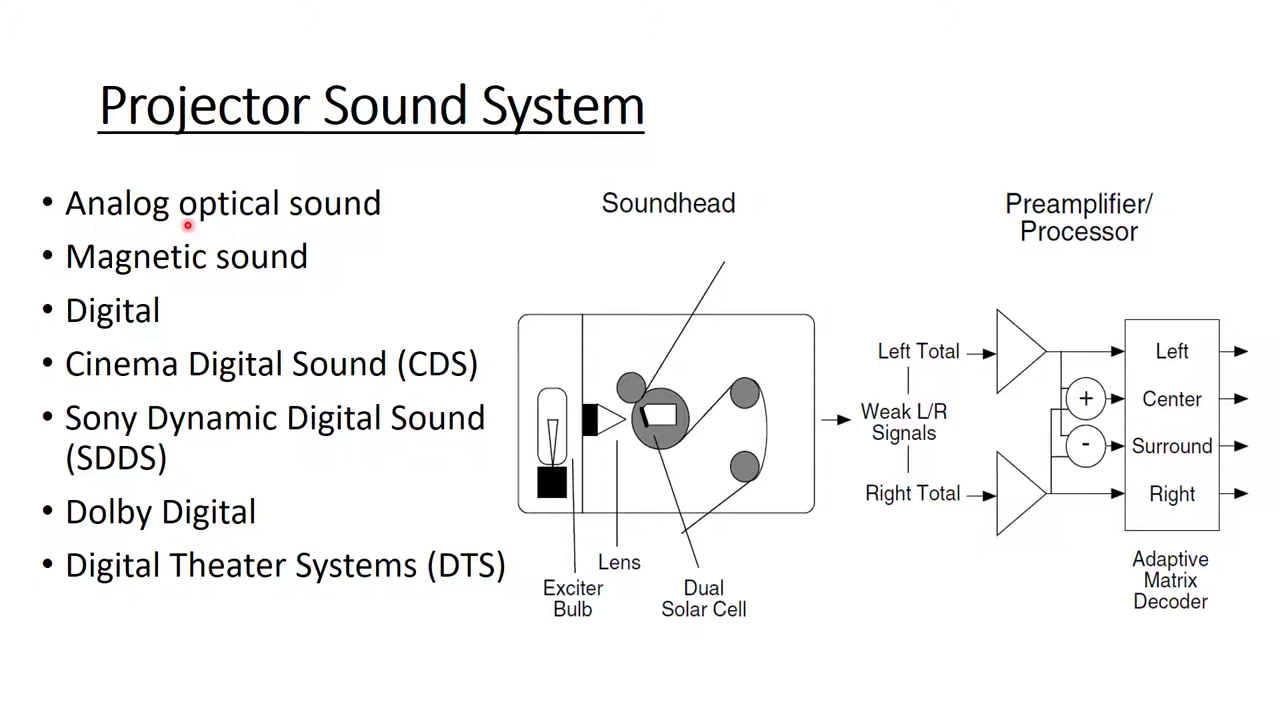 Projector Sound System
• Analog optical sound
• Magnetic sound
• Digital
• Cinema Digital Sound (CDS)
• Sony Dynamic Digital Sound
(SDDS)
• Dolby Digital
• Digital Theater Systems (DTS)
Soundhead
Lens
Exciter
Bulb
Dual
Solar Cell
Preamplifier/
Processor
Left Total
Weak L/R
Signals
Right Total
+
-
Left
Center
Surround
Right
Adaptive
Matrix
Decoder